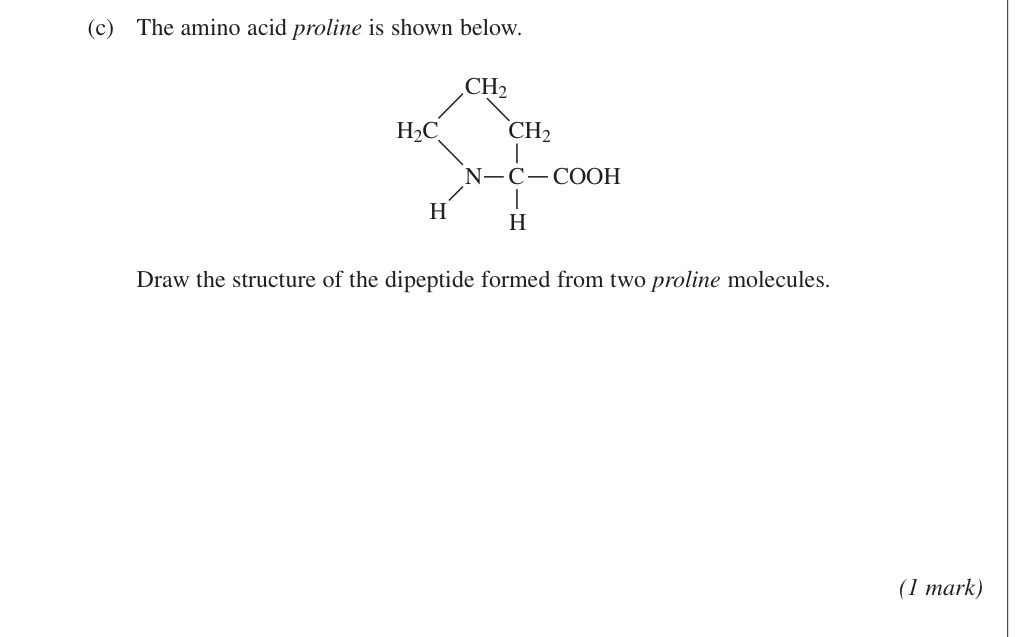 (c) The amino acid proline is shown below.
CH₂
H₂C CH₂
N—C—COOH
H
H
Draw the structure of the dipeptide formed from two proline molecules.
(1 mark)